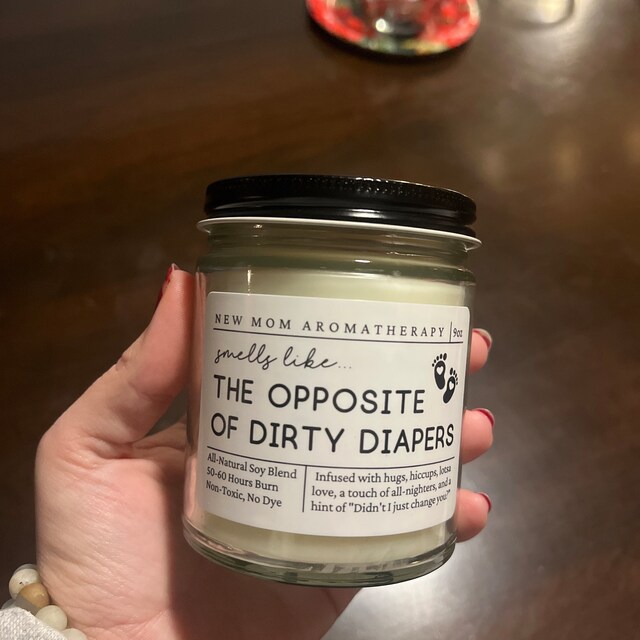 NEW MOM AROMATHERAPY | 9oz
smells like...
THE OPPOSITE
OF DIRTY DIAPERS
All-Natural Soy Blend
50-60 Hours Burn
Non-Toxic, No Dye
Infused with hugs, hiccups, lotsa
love, a touch of all-nighters, and a
hint of "Didn't I just change you?"